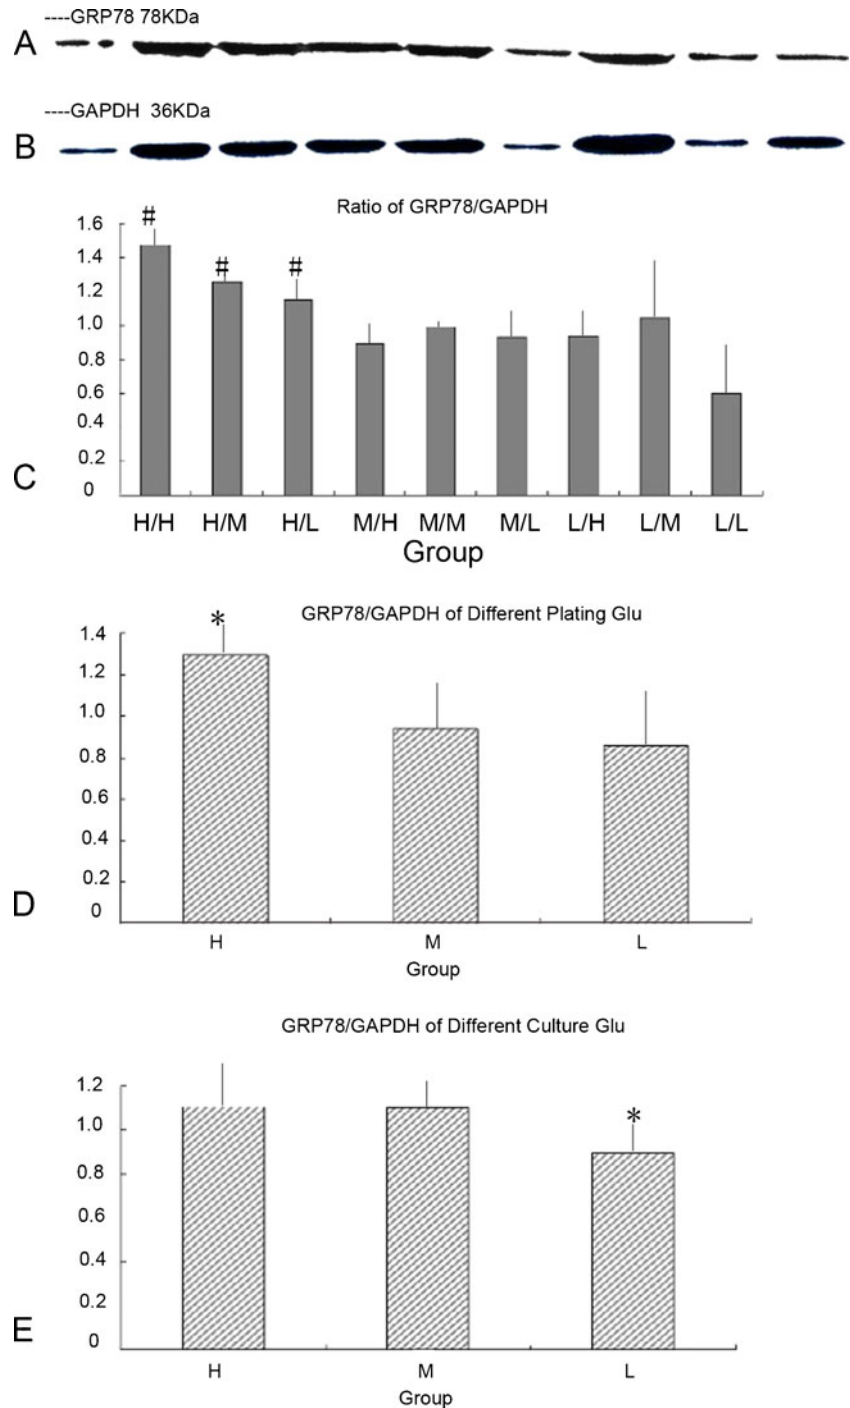 ----GRP78 78KDa
A
----GAPDH 36KDa
B
Ratio of GRP78/GAPDH
1.6
1.4
1.2
1.0
0.8
0.6
0.4
0.2
0
# # #
C
H/H H/M H/L M/H M/M M/L L/H L/M L/L
Group
GRP78/GAPDH of Different Plating Glu
*
1.4
1.2
1.0
0.8
0.6
0.4
0.2
0
D
H M L
Group
GRP78/GAPDH of Different Culture Glu
1.2
1.0
0.8
0.6
0.4
0.2
0
*
E
H M L
Group